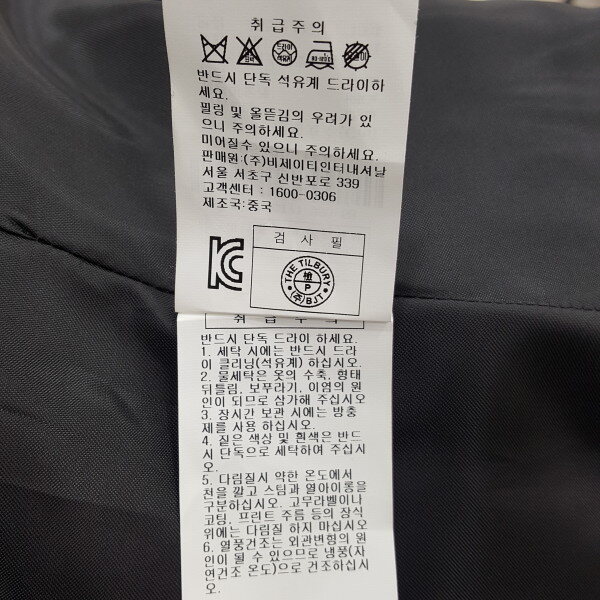 취급주의
드라이
석유계
반드시 단독 석유계 드라이하
세요.
필링 및 올뜯김의 우려가 있
으니 주의하세요.
미어질수 있으니 주의하세요.
판매원:(주)비제이티인터내셔날
서울 서초구 신반포로 339
고객센터 : 1600-0306
제조국:중국
검 사 필
THE TILBURY
檢
P
(주)BJT
취급주의
반드시 단독 드라이 하세요.
1. 세탁 시에는 반드시 드라
이 클리닝(석유계) 하십시오.
2. 물세탁은 옷의 수축, 형태
뒤틀림, 보푸라기, 이염의 원
인이 되므로 삼가해 주십시오
3. 장시간 보관 시에는 방충
제를 사용 하십시오.
4. 짙은 색상 및 흰색은 반드
시 단독으로 세탁하여 주십시
오.
5. 다림질시 약한 온도에서
천을 깔고 스팀과 열아이롱을
구분하십시오. 고무라벨이나
코팅, 프린트 주름 등의 장식
위에는 다림질 하지 마십시오
6. 열풍건조는 외관변형의 원
인이 될 수 있으므로 냉풍(자
연건조 온도)으로 건조하십시
오.